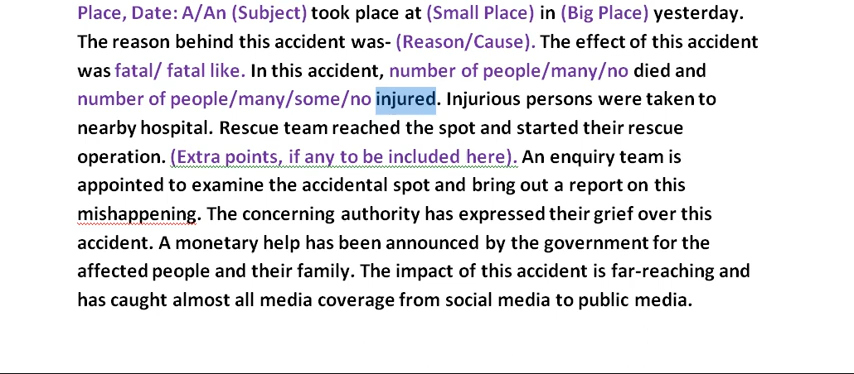 Place, Date: A/An (Subject) took place at (Small Place) in (Big Place) yesterday.
The reason behind this accident was- (Reason/Cause). The effect of this accident
was fatal/ fatal like. In this accident, number of people/many/no died and
number of people/many/some/no injured. Injurious persons were taken to
nearby hospital. Rescue team reached the spot and started their rescue
operation. (Extra points, if any to be included here). An enquiry team is
appointed to examine the accidental spot and bring out a report on this
mishappening. The concerning authority has expressed their grief over this
accident. A monetary help has been announced by the government for the
affected people and their family. The impact of this accident is far-reaching and
has caught almost all media coverage from social media to public media.